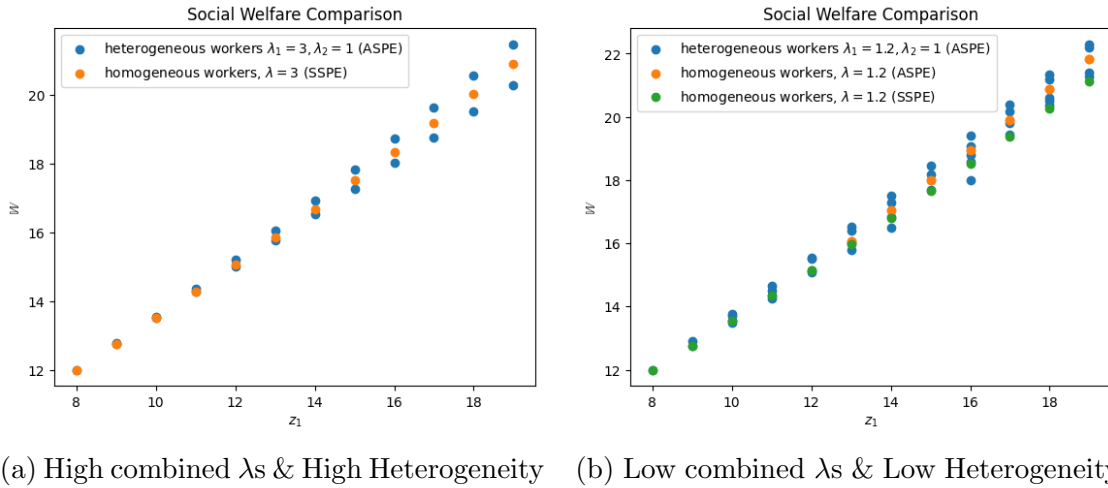 Social Welfare Comparison
heterogeneous workers λ₁ = 3, λ₂ = 1 (ASPE)
homogeneous workers, λ = 3 (SSPE)
20
18
16
14
12
𝕎
8 10 12 14 16 18
z₁
(a) High combined λs & High Heterogeneity
Social Welfare Comparison
heterogeneous workers λ₁ = 1.2, λ₂ = 1 (ASPE)
homogeneous workers, λ = 1.2 (ASPE)
homogeneous workers, λ = 1.2 (SSPE)
22
20
18
16
14
12
𝕎
8 10 12 14 16 18
z₁
(b) Low combined λs & Low Heterogeneity